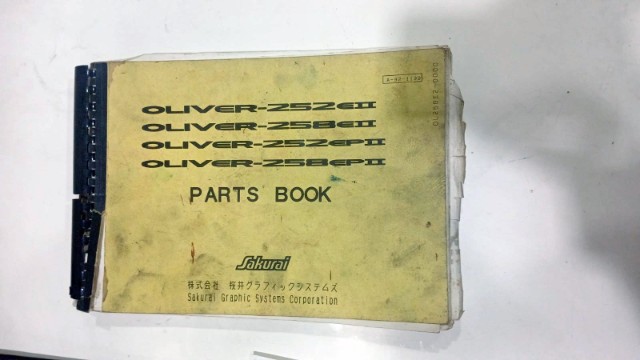 OLIVER-252EII
OLIVER-258EII
OLIVER-252EPII
OLIVER-258EPII
PARTS BOOK
Sakurai
株式会社 桜井グラフィックシステムズ
Sakurai Graphic Systems Corporation